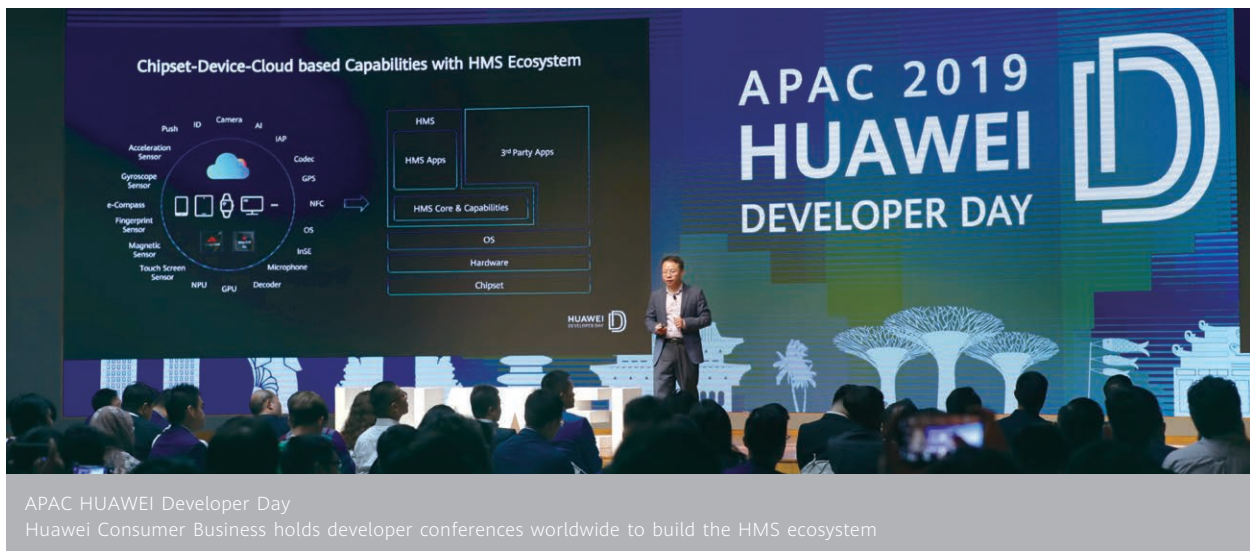 Chipset-Device-Cloud based Capabilities with HMS Ecosystem
Push
ID
Camera
AI
IAP
Codec
GPS
NFC
OS
InSE
Microphone
Decoder
GPU
NPU
Touch Screen
Sensor
Magnetic
Sensor
Fingerprint
Sensor
e-Compass
Gyroscope
Sensor
Acceleration
Sensor
HMS
HMS Apps
3rd Party Apps
HMS Core & Capabilities
OS
Hardware
Chipset
HUAWEI
DEVELOPER DAY
APAC 2019
HUAWEI
DEVELOPER DAY
APAC HUAWEI Developer Day
Huawei Consumer Business holds developer conferences worldwide to build the HMS ecosystem